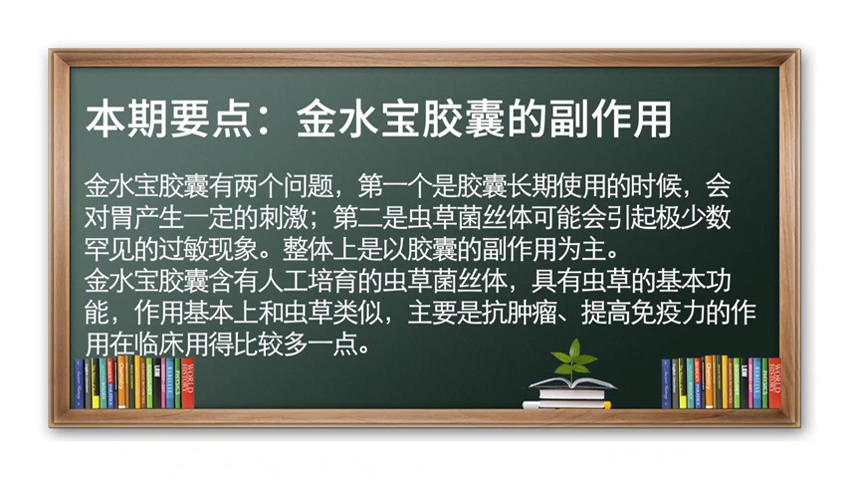 本期要点：金水宝胶囊的副作用
金水宝胶囊有两个问题，第一个是胶囊长期使用的时候，会
对胃产生一定的刺激；第二是虫草菌丝体可能会引起极少数
罕见的过敏现象。整体上是以胶囊的副作用为主。
金水宝胶囊含有人工培育的虫草菌丝体，具有虫草的基本功
能，作用基本上和虫草类似，主要是抗肿瘤、提高免疫力的作
用在临床用得比较多一点。
WORLD HISTORY
WORLD HISTORY